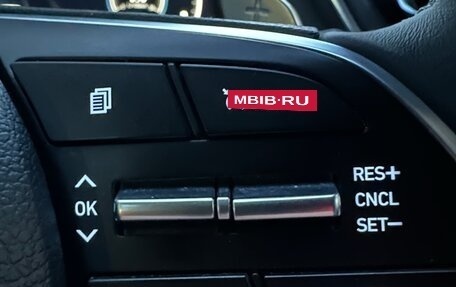 MBIB·RU
RES+
OK
CNCL
SET−